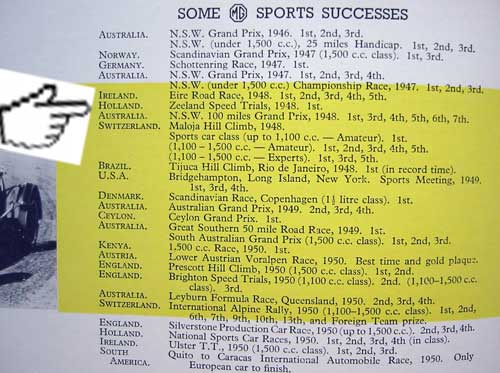 SOME MG SPORTS SUCCESSES
AUSTRALIA. N.S.W. Grand Prix, 1946. 1st, 2nd, 3rd.
N.S.W. (under 1,500 c.c.), 25 miles Handicap. 1st, 2nd, 3rd.
NORWAY. Scandinavian Grand Prix, 1947 (1,500 c.c. class). 1st, 3rd.
GERMANY. Schottenring Race, 1947. 1st.
AUSTRALIA. N.S.W. Grand Prix, 1947. 1st, 2nd, 3rd, 4th.
N.S.W. (under 1,500 c.c.) Championship Race, 1947. 1st, 2nd, 3rd.
IRELAND. Eire Road Race, 1948. 1st, 3rd, 4th, 5th.
HOLLAND. Zeeland Speed Trials, 1948. 1st.
AUSTRALIA. N.S.W. 100 miles Grand Prix, 1948. 1st, 3rd, 4th, 5th, 6th, 7th.
SWITZERLAND. Maloja Hill Climb, 1948.
Sports car class (up to 1,100 c.c. — Amateur). 1st.
(1,100 – 1,500 c.c. — Amateur). 1st, 2nd, 3rd, 4th, 5th.
(1,100 – 1,500 c.c. — Experts). 1st, 3rd, 5th.
BRAZIL. Tijuca Hill Climb, Rio de Janeiro, 1948. 1st (in record time).
U.S.A. Bridgehampton, Long Island, New York. Sports Meeting, 1949.
1st, 3rd, 4th.
DENMARK. Scandinavian Race, Copenhagen (1½ litre class). 1st.
AUSTRALIA. Australian Grand Prix, 1949. 2nd, 3rd, 4th.
CEYLON. Ceylon Grand Prix. 1st.
AUSTRALIA. Great Southern 50 mile Road Race, 1949. 1st.
South Australian Grand Prix (1,500 c.c. class). 1st, 2nd, 3rd.
KENYA. 1,500 c.c. Race, 1950. 1st.
AUSTRIA. Lower Austrian Voralpen Race, 1950. Best time and gold plaque.
ENGLAND. Prescott Hill Climb, 1950 (1,500 c.c. class). 1st, 2nd.
ENGLAND. Brighton Speed Trials, 1950 (1,100 c.c. class). 2nd. (1,100–1,500 c.c.
class). 3rd.
AUSTRALIA. Leyburn Formula Race, Queensland, 1950. 2nd, 3rd, 4th.
SWITZERLAND. International Alpine Rally, 1950 (1,100–1,500 c.c. class). 1st, 2nd,
6th, 7th, 9th, 10th, 13th, and Foreign Team prize.
ENGLAND. Silverstone Production Car Race, 1950 (up to 1,500 c.c.). 2nd, 3rd, 4th.
HOLLAND. National Sports Car Races, 1950. 1st, 2nd, 3rd, 4th (in class).
IRELAND. Ulster T.T., 1950 (1,500 c.c. class). 1st, 2nd, 3rd.
SOUTH Quito to Caracas International Automobile Race, 1950. Only
AMERICA. European car to finish.